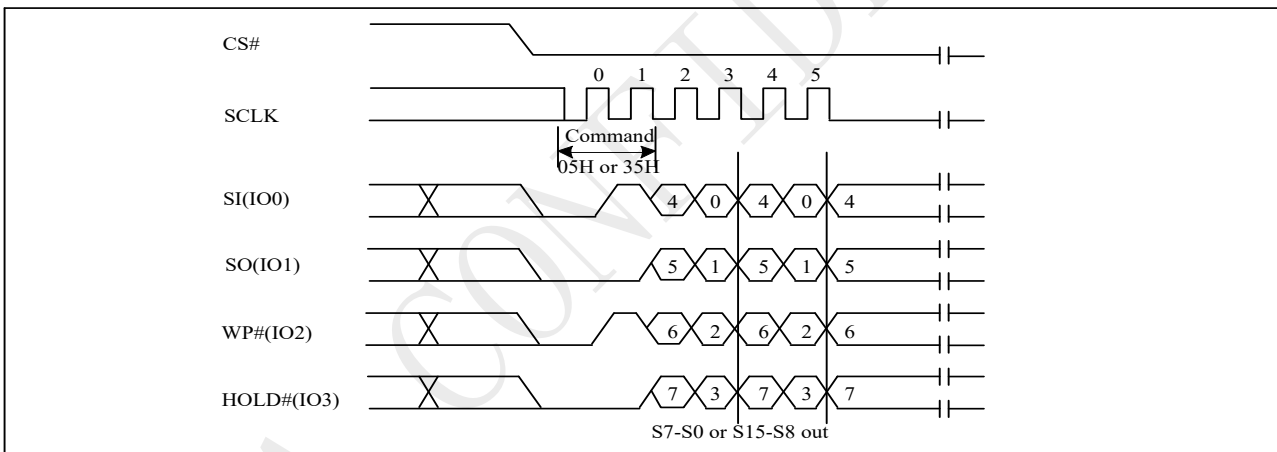 CS#
0 1 2 3 4 5
SCLK
Command
05H or 35H
SI(IO0) 4 0 4 0 4
SO(IO1) 5 1 5 1 5
WP#(IO2) 6 2 6 2 6
HOLD#(IO3) 7 3 7 3 7
S7-S0 or S15-S8 out